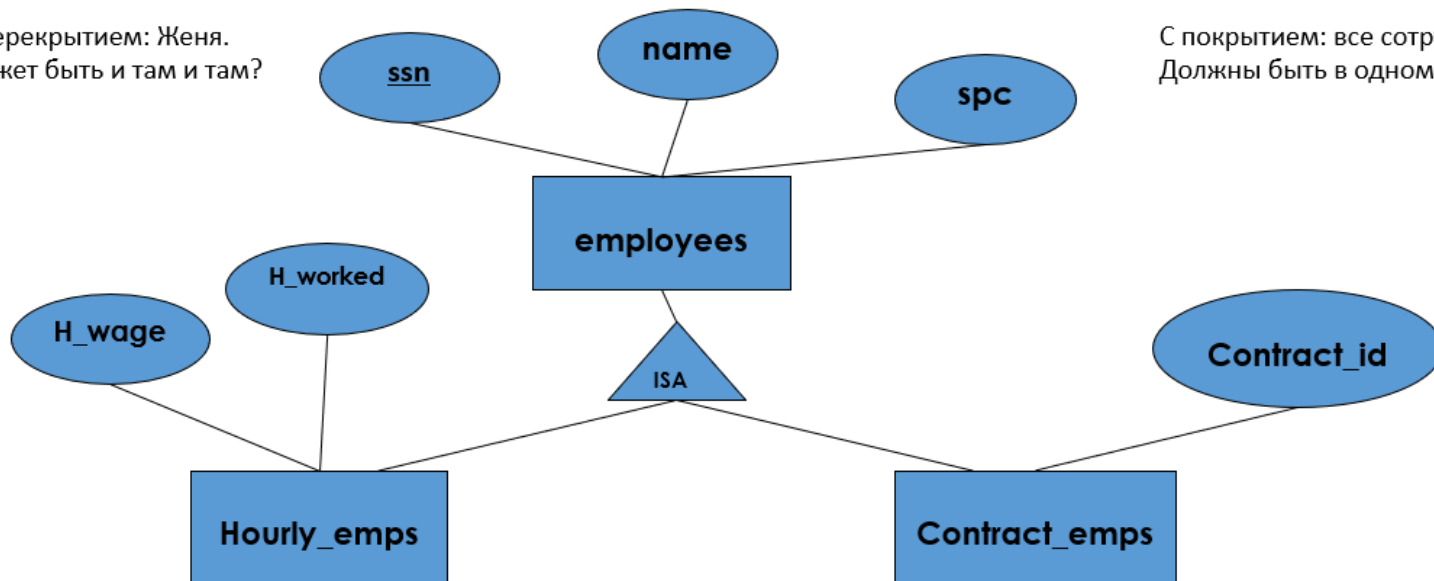 ерекрытием: Женя.
жет быть и там и там?
С покрытием: все сотр
Должны быть в одном
name
ssn
spc
employees
H_worked
H_wage
Contract_id
ISA
Hourly_emps
Contract_emps